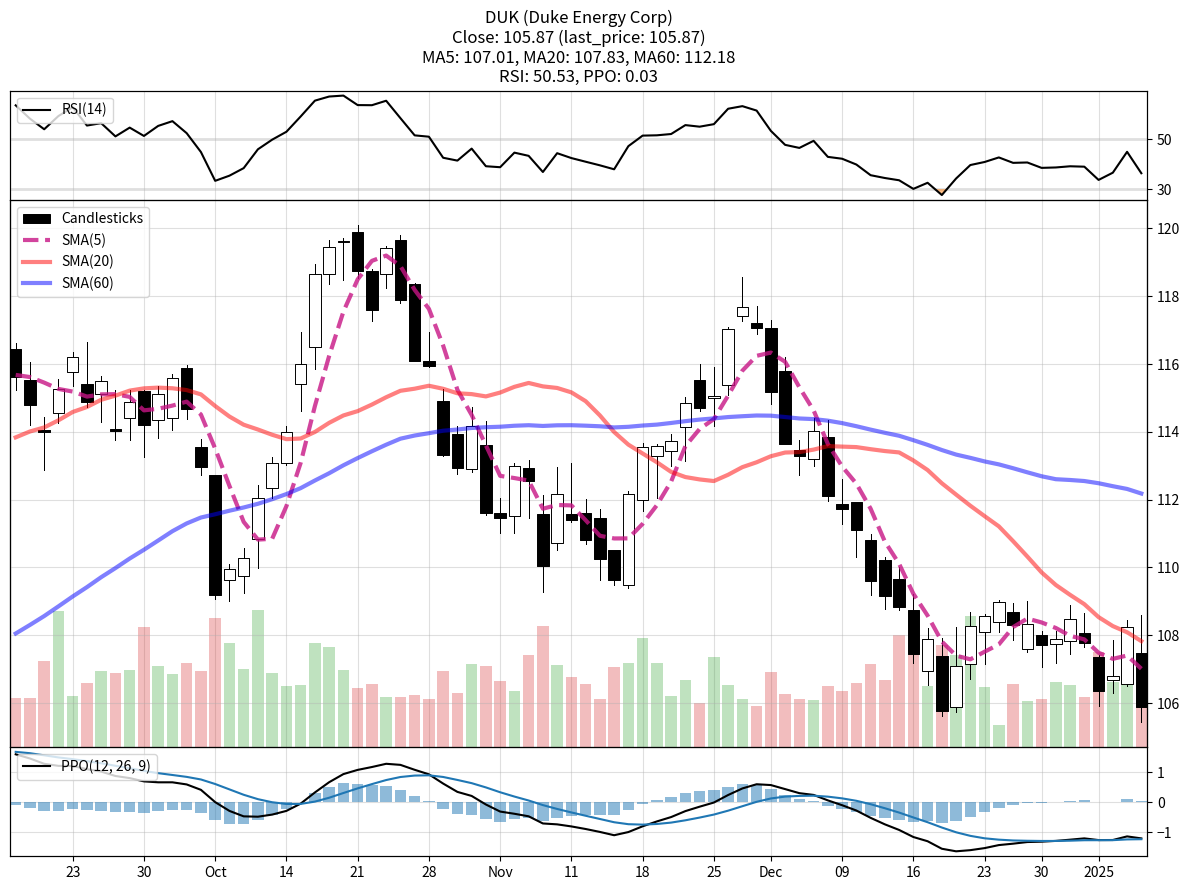 DUK (Duke Energy Corp)
Close: 105.87 (last_price: 105.87)
MA5: 107.01, MA20: 107.83, MA60: 112.18
RSI: 50.53, PPO: 0.03
RSI(14)
50
30
Candlesticks
SMA(5)
SMA(20)
SMA(60)
120
118
116
114
112
110
108
106
PPO(12, 26, 9)
1
0
−1
23
30
Oct
14
21
28
Nov
11
18
25
Dec
09
16
23
30
2025